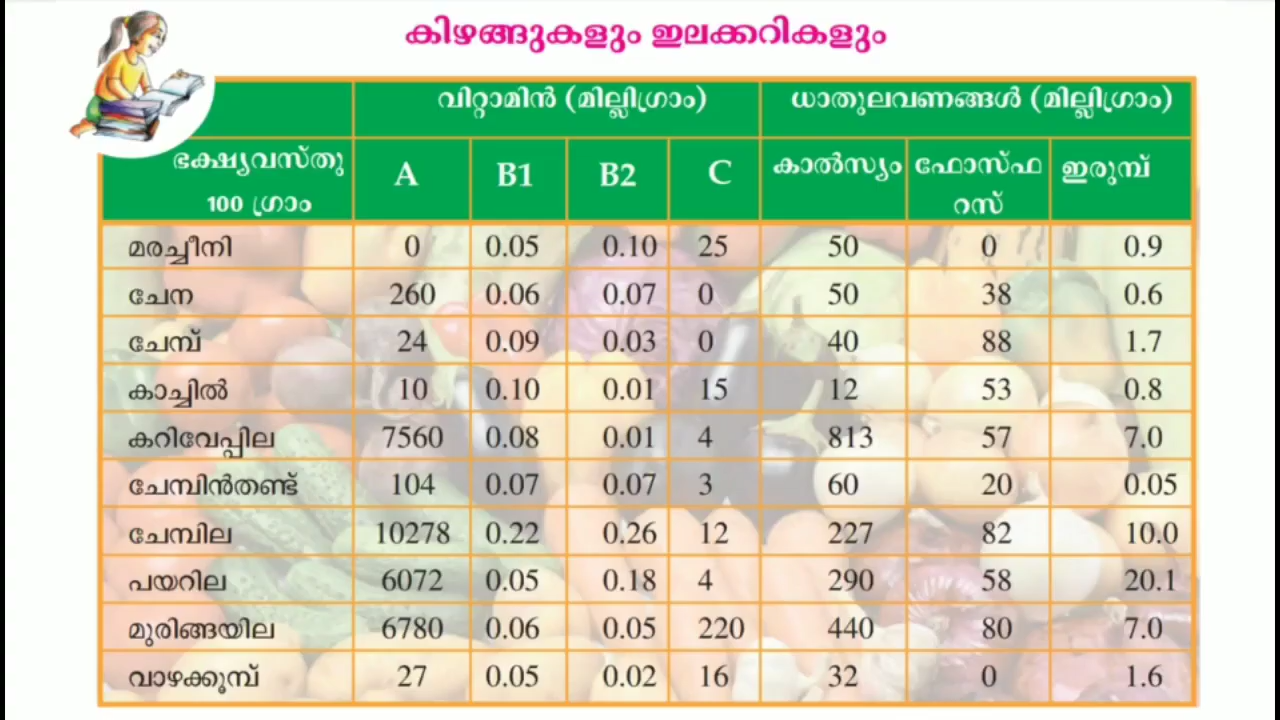 കിഴങ്ങുകളും ഇലക്കറികളും
വിറ്റാമിൻ (മില്ലിഗ്രാം) ധാതുലവണങ്ങൾ (മില്ലിഗ്രാം)
ഭക്ഷ്യവസ്തു 100 ഗ്രാം A B1 B2 C കാൽസ്യം ഫോസ്ഫറസ് ഇരുമ്പ്
മരച്ചീനി 0 0.05 0.10 25 50 0 0.9
ചേന 260 0.06 0.07 0 50 38 0.6
ചേമ്പ് 24 0.09 0.03 0 40 88 1.7
കാച്ചിൽ 10 0.10 0.01 15 12 53 0.8
കറിവേപ്പില 7560 0.08 0.01 4 813 57 7.0
ചേമ്പിൻതണ്ട് 104 0.07 0.07 3 60 20 0.05
ചേമ്പില 10278 0.22 0.26 12 227 82 10.0
പയറില 6072 0.05 0.18 4 290 58 20.1
മുരിങ്ങയില 6780 0.06 0.05 220 440 80 7.0
വാഴക്കൂമ്പ് 27 0.05 0.02 16 32 0 1.6